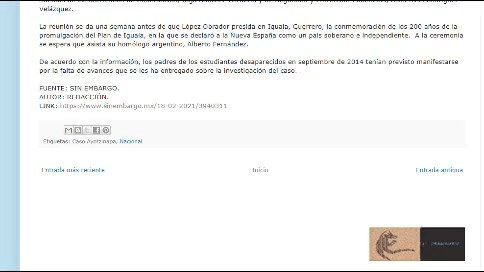 Velázquez.
La reunión se da una semana antes de que López Obrador presida en Iguala, Guerrero, la conmemoración de los 200 años de la
promulgación del Plan de Iguala, en la que se declaró a la Nueva España como un país soberano e independiente. A la ceremonia
se espera que asista su homólogo argentino, Alberto Fernández.
De acuerdo con la información, los padres de los estudiantes desaparecidos en septiembre de 2014 tenían previsto manifestarse
por la falta de avances que se les ha entregado sobre la investigación del caso.
FUENTE: SIN EMBARGO.
AUTOR: REDACCIÓN.
LINK: https://www.sinembargo.mx/18-02-2021/3940311
Etiquetas: Caso Ayotzinapa, Nacional
Entrada más reciente Inicio Entrada antigua